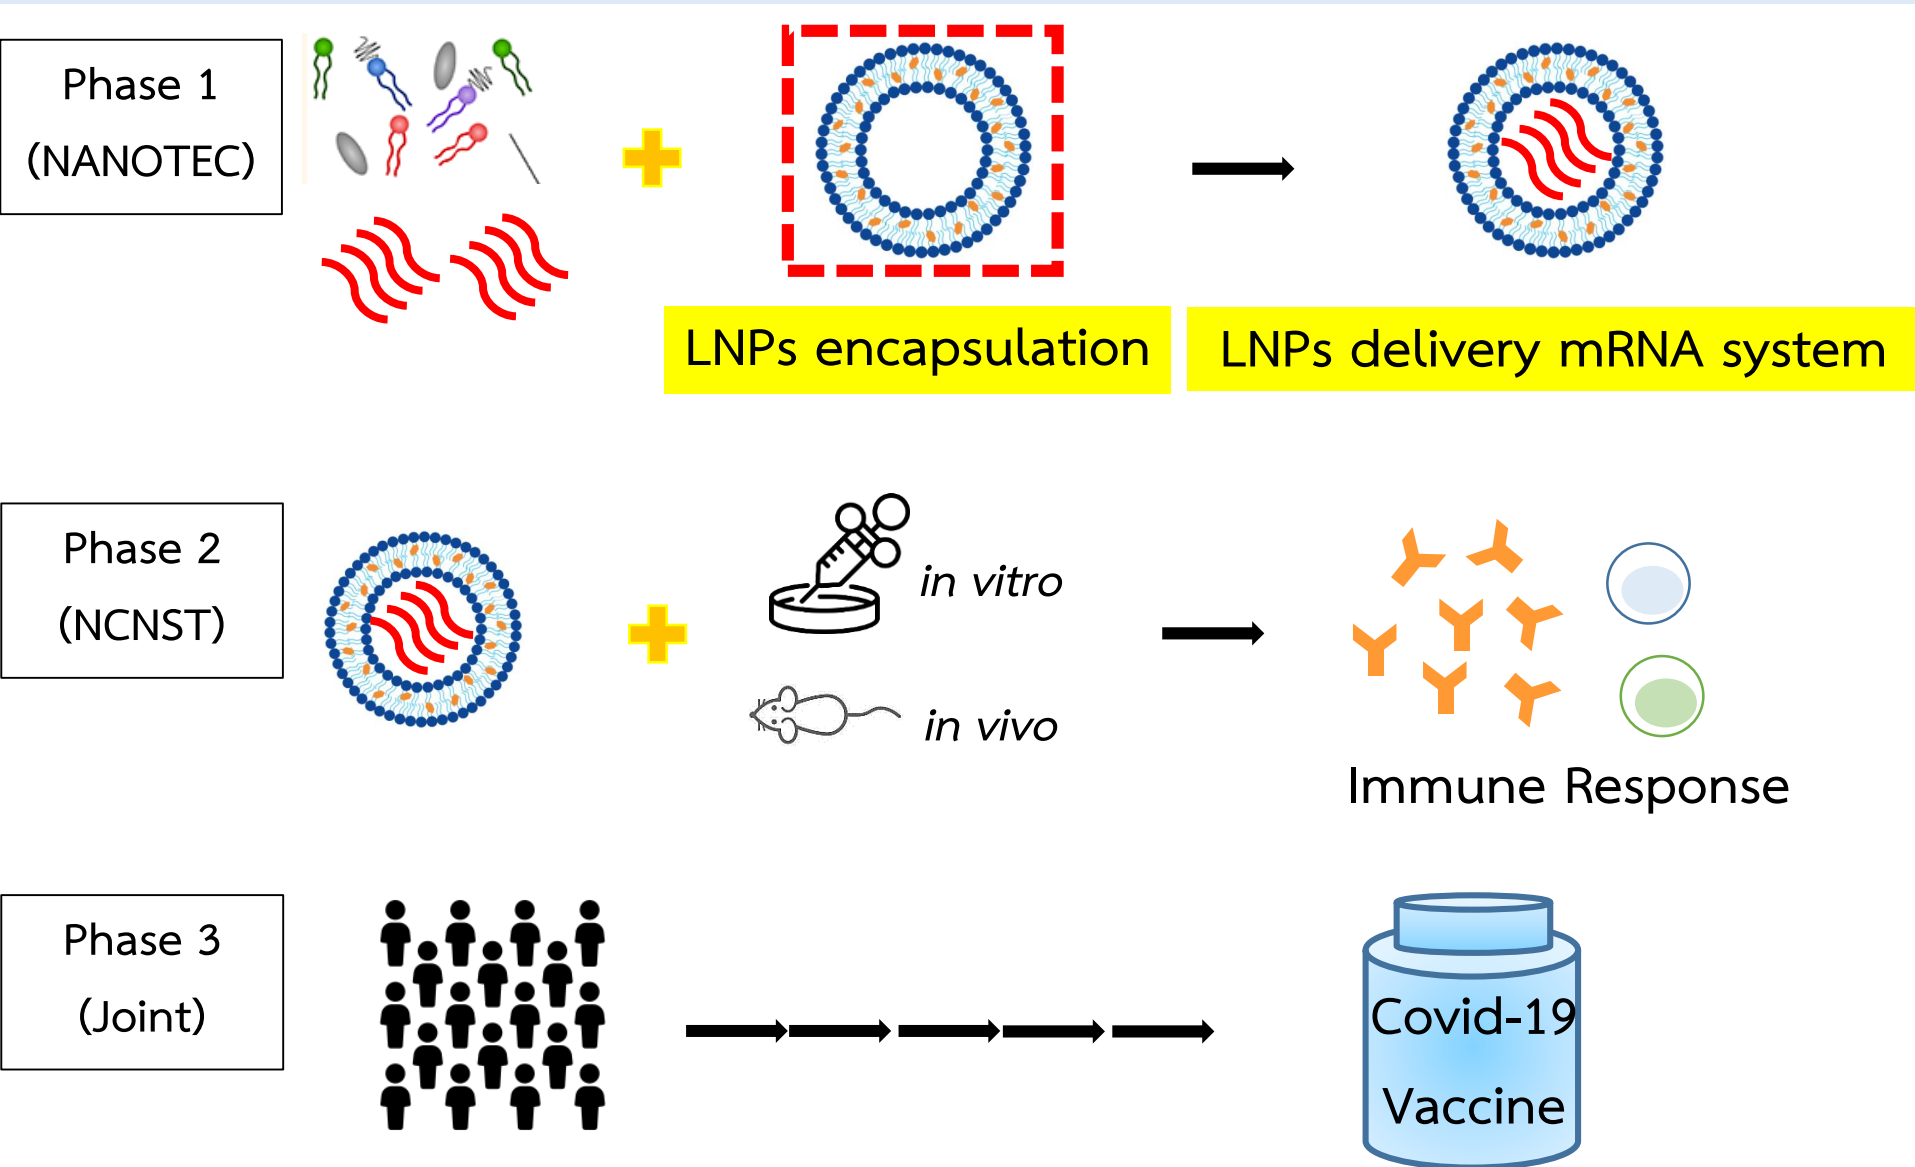 Phase 1
(NANOTEC)
LNPs encapsulation
LNPs delivery mRNA system
Phase 2
(NCNST)
in vitro
in vivo
Immune Response
Phase 3
(Joint)
Covid-19
Vaccine